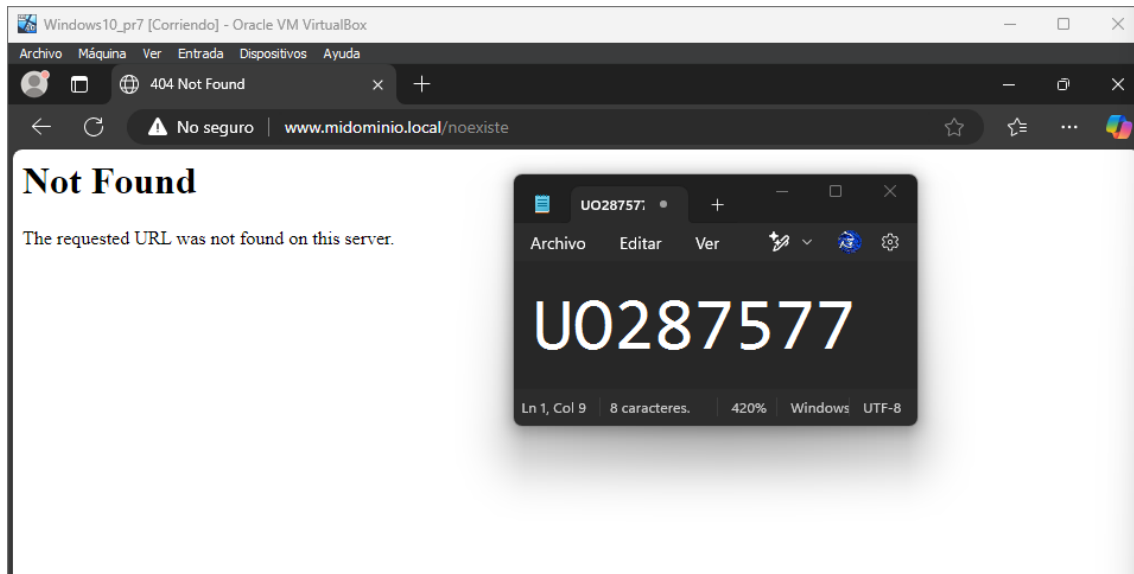 Windows10_pr7 [Corriendo] - Oracle VM VirtualBox
Archivo Máquina Ver Entrada Dispositivos Ayuda
404 Not Found
No seguro www.midominio.local/noexiste
Not Found
The requested URL was not found on this server.
UO287577
Archivo Editar Ver
UO287577
Ln 1, Col 9 8 caracteres. 420% Windows UTF-8